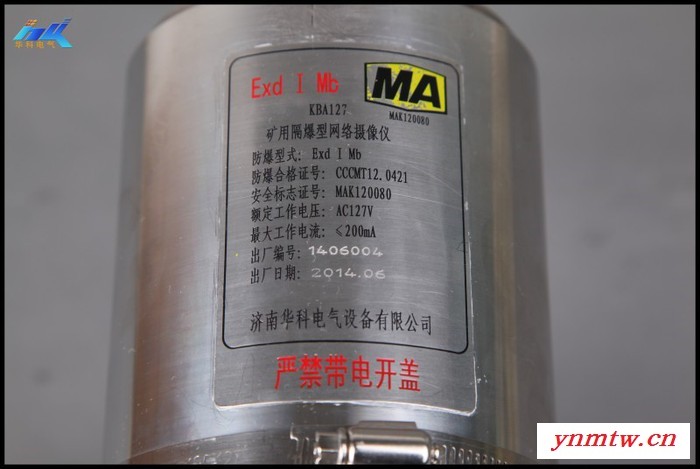 华科电气
Exd I Mb
MA
KBA127
MAK120080
矿用隔爆型网络摄像仪
防爆型式: Exd I Mb
防爆合格证号: CCCMT12.0421
安全标志证号: MAK120080
额定工作电压: AC127V
最大工作电流: ≤200mA
出厂编号: 1406004
出厂日期: 2014.06
济南华科电气设备有限公司
严禁带电开盖
ynmtw.cn